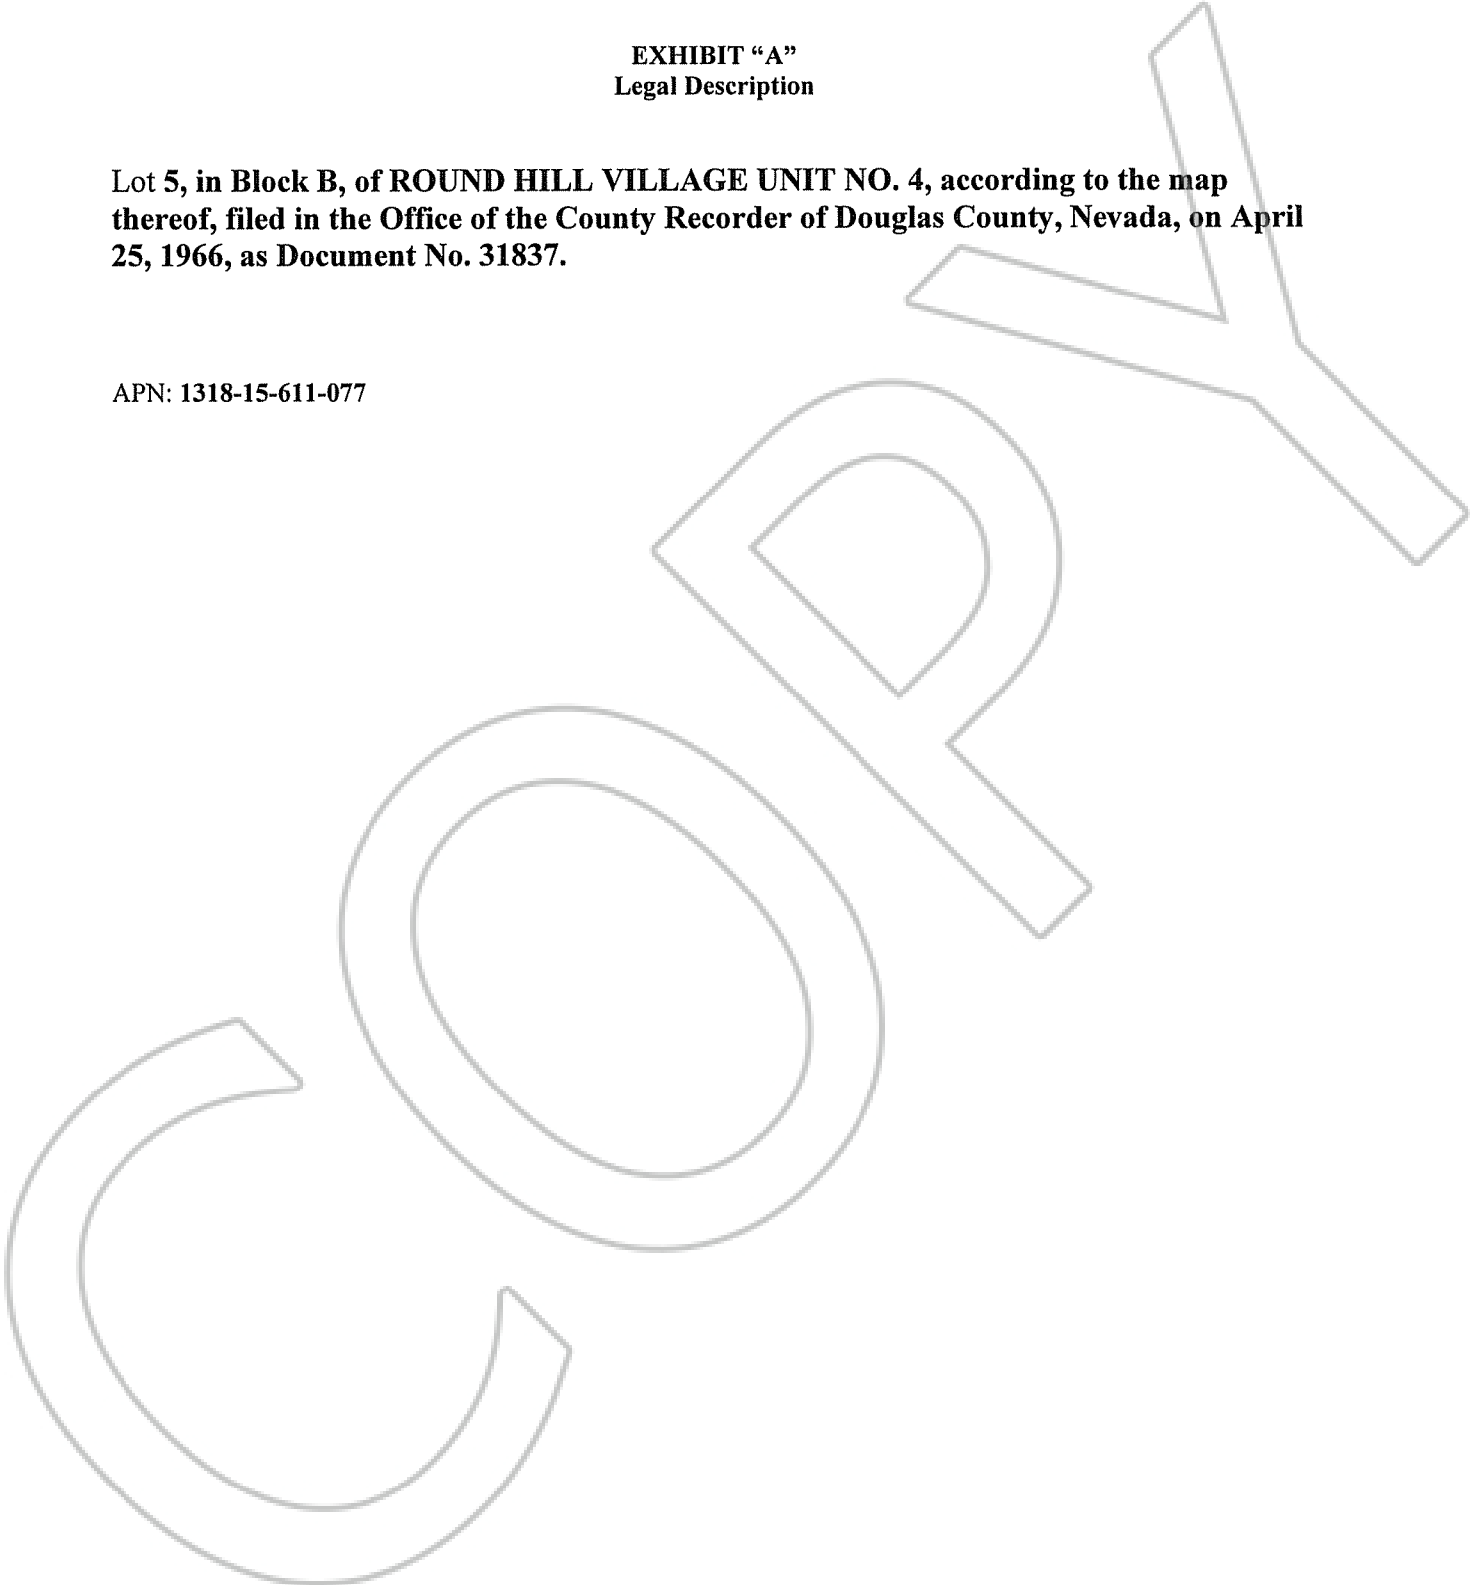 EXHIBIT “A”
Legal Description
Lot 5, in Block B, of ROUND HILL VILLAGE UNIT NO. 4, according to the map
thereof, filed in the Office of the County Recorder of Douglas County, Nevada, on April
25, 1966, as Document No. 31837.
APN: 1318-15-611-077
COPY